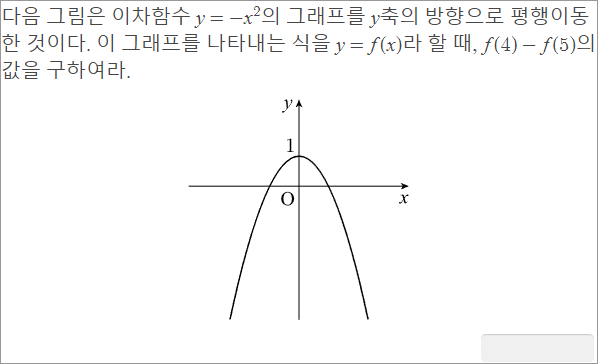 다음 그림은 이차함수 y = −x²의 그래프를 y축의 방향으로 평행이동
한 것이다. 이 그래프를 나타내는 식을 y = f(x)라 할 때, f(4) − f(5)의
값을 구하여라.
y
1
O
x